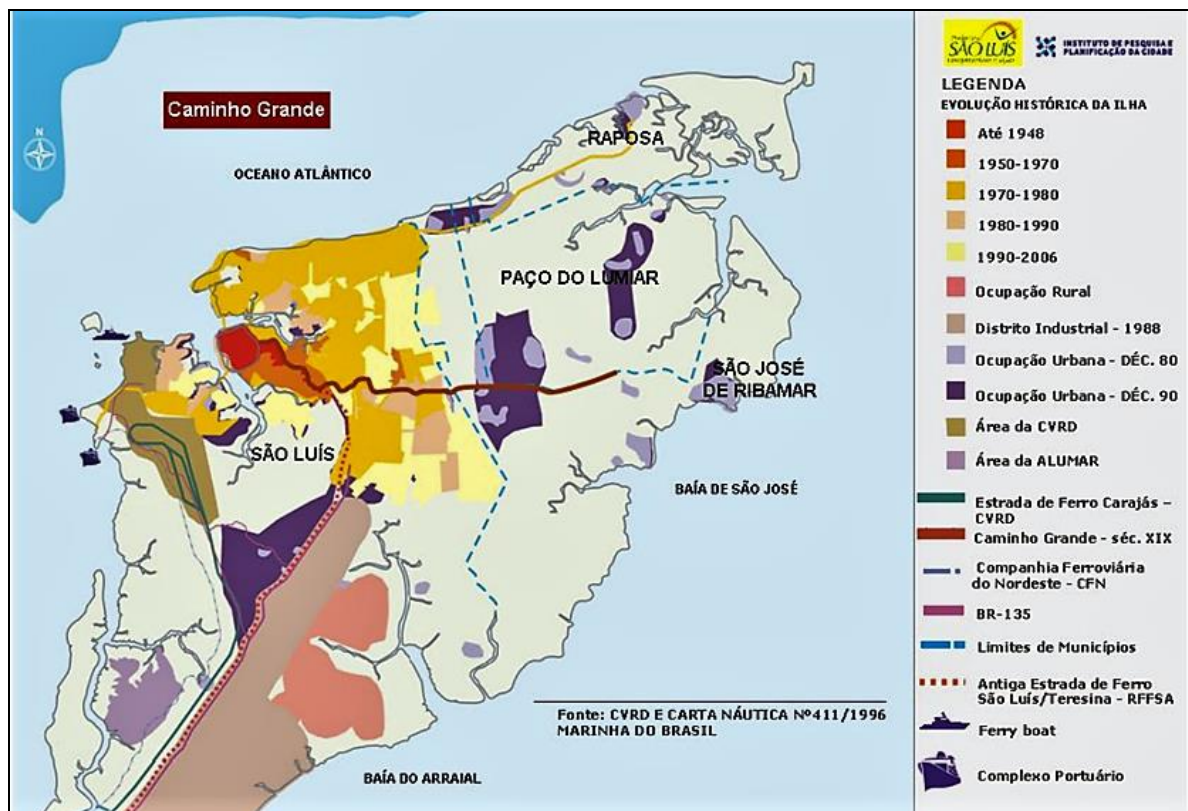 Caminho Grande
N
OCEANO ATLÂNTICO
RAPOSA
PAÇO DO LUMIAR
SÃO JOSÉ
DE RIBAMAR
SÃO LUÍS
BAÍA DE SÃO JOSÉ
Fonte: CVRD E CARTA NÁUTICA Nº411/1996
MARINHA DO BRASIL
BAÍA DO ARRAIAL
SÃO LUÍS
INSTITUTO DE PESQUISA E
PLANIFICAÇÃO DA CIDADE
LEGENDA
EVOLUÇÃO HISTÓRICA DA ILHA
Até 1948
1950-1970
1970-1980
1980-1990
1990-2006
Ocupação Rural
Distrito Industrial - 1988
Ocupação Urbana - DÉC. 80
Ocupação Urbana - DÉC. 90
Área da CVRD
Área da ALUMAR
Estrada de Ferro Carajás –
CVRD
Caminho Grande - séc. XIX
Companhia Ferroviária
do Nordeste - CFN
BR-135
Limites de Municípios
Antiga Estrada de Ferro
São Luís/Teresina - RFFSA
Ferry boat
Complexo Portuário